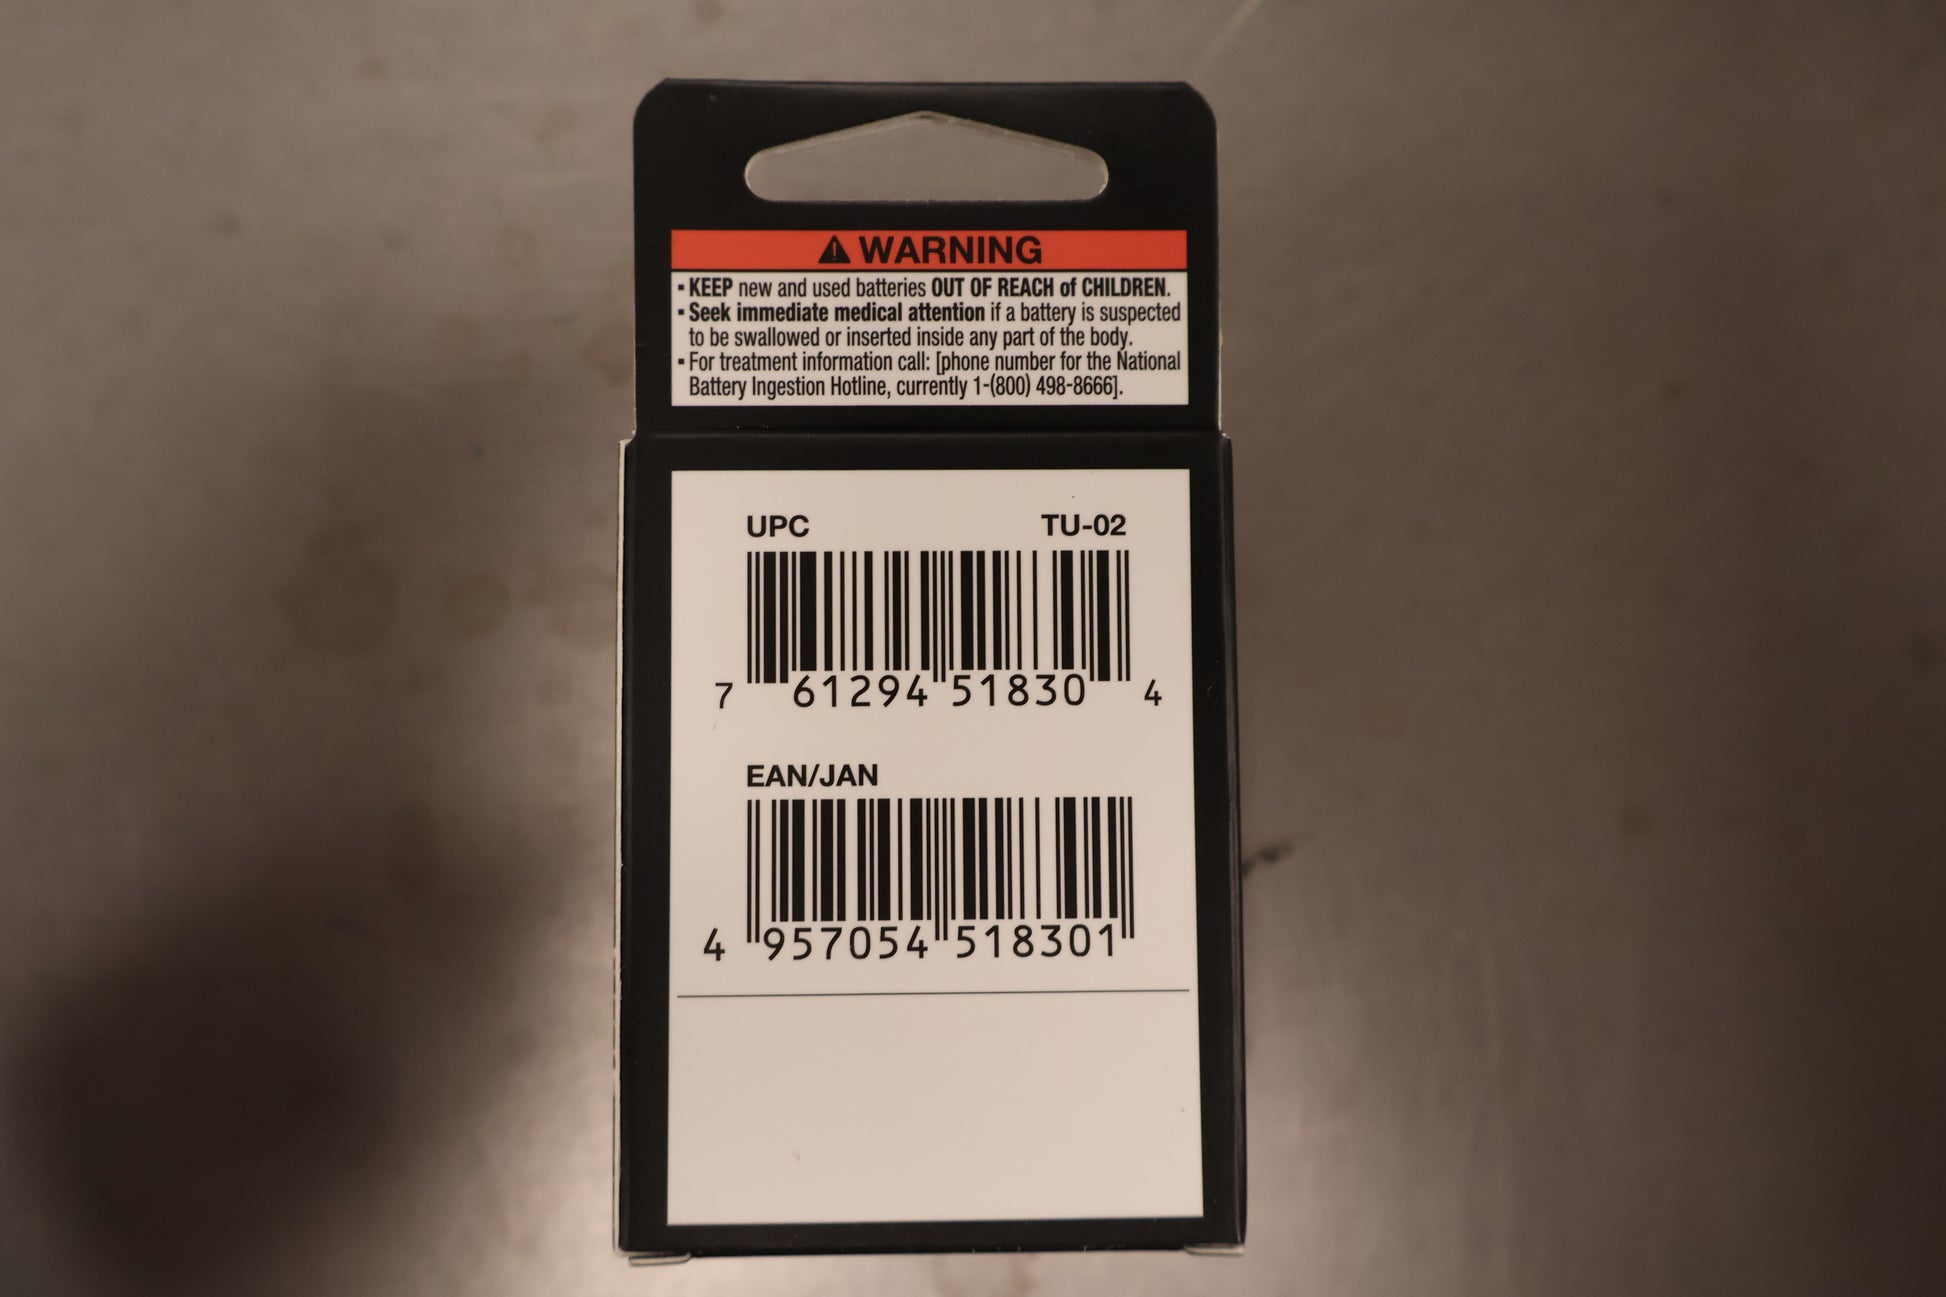 ⚠ WARNING
▪ KEEP new and used batteries OUT OF REACH of CHILDREN.
▪ Seek immediate medical attention if a battery is suspected
to be swallowed or inserted inside any part of the body.
▪ For treatment information call: [phone number for the National
Battery Ingestion Hotline, currently 1-(800) 498-8666].
UPC TU-02
7 61294 51830 4
EAN/JAN
4 957054 518301